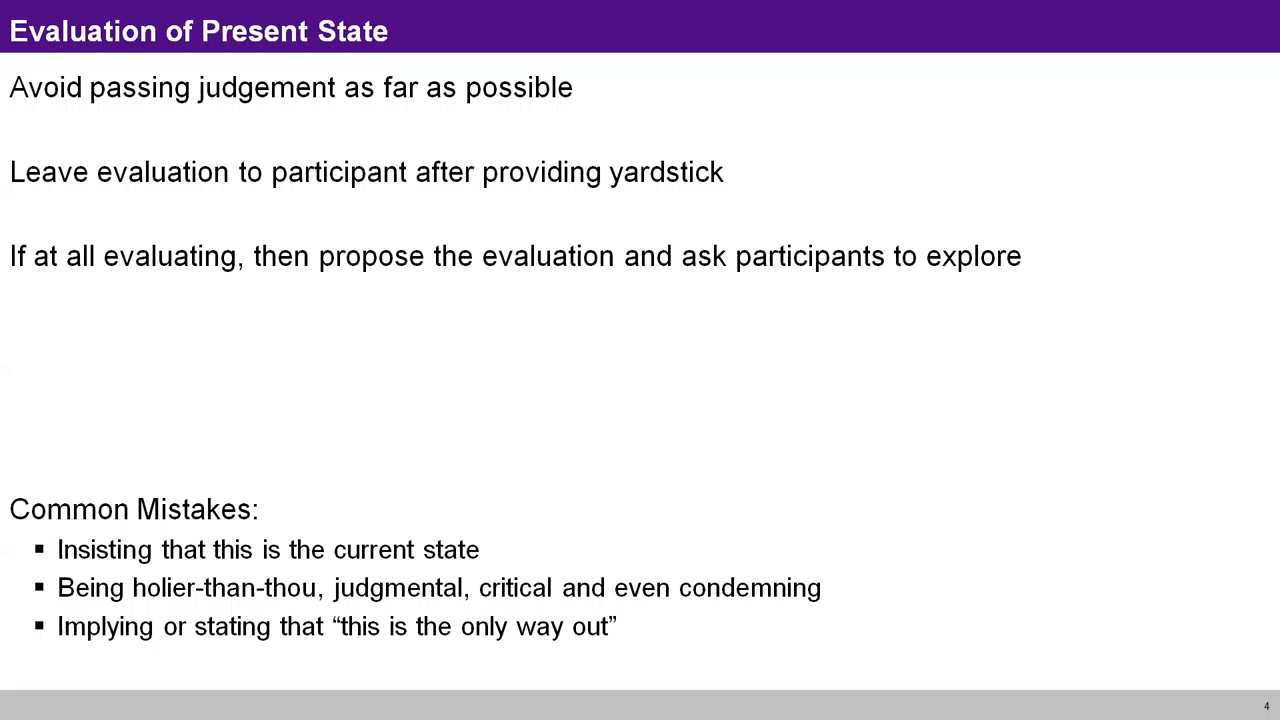 Evaluation of Present State
Avoid passing judgement as far as possible
Leave evaluation to participant after providing yardstick
If at all evaluating, then propose the evaluation and ask participants to explore
Common Mistakes:
▪ Insisting that this is the current state
▪ Being holier-than-thou, judgmental, critical and even condemning
▪ Implying or stating that “this is the only way out”
4